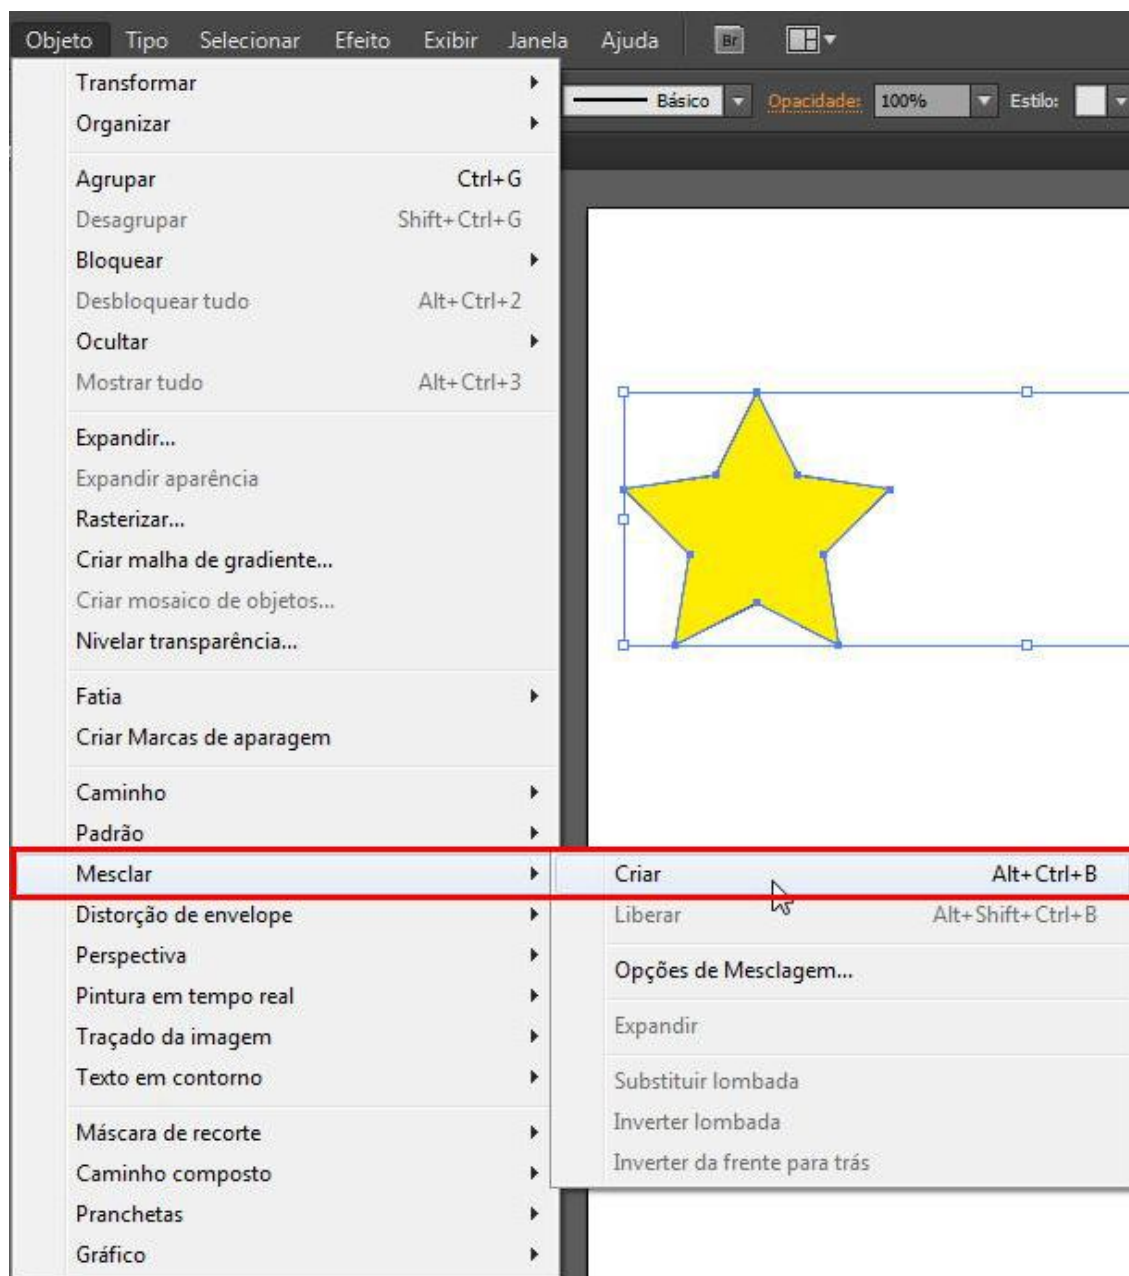 Objeto Tipo Selecionar Efeito Exibir Janela Ajuda Br
Básico Opacidade: 100% Estilo:
Transformar
Organizar
Agrupar Ctrl+G
Desagrupar Shift+Ctrl+G
Bloquear
Desbloquear tudo Alt+Ctrl+2
Ocultar
Mostrar tudo Alt+Ctrl+3
Expandir...
Expandir aparência
Rasterizar...
Criar malha de gradiente...
Criar mosaico de objetos...
Nivelar transparência...
Fatia
Criar Marcas de aparagem
Caminho
Padrão
Mesclar
Distorção de envelope
Perspectiva
Pintura em tempo real
Traçado da imagem
Texto em contorno
Máscara de recorte
Caminho composto
Pranchetas
Gráfico
Criar Alt+Ctrl+B
Liberar Alt+Shift+Ctrl+B
Opções de Mesclagem...
Expandir
Substituir lombada
Inverter lombada
Inverter da frente para trás